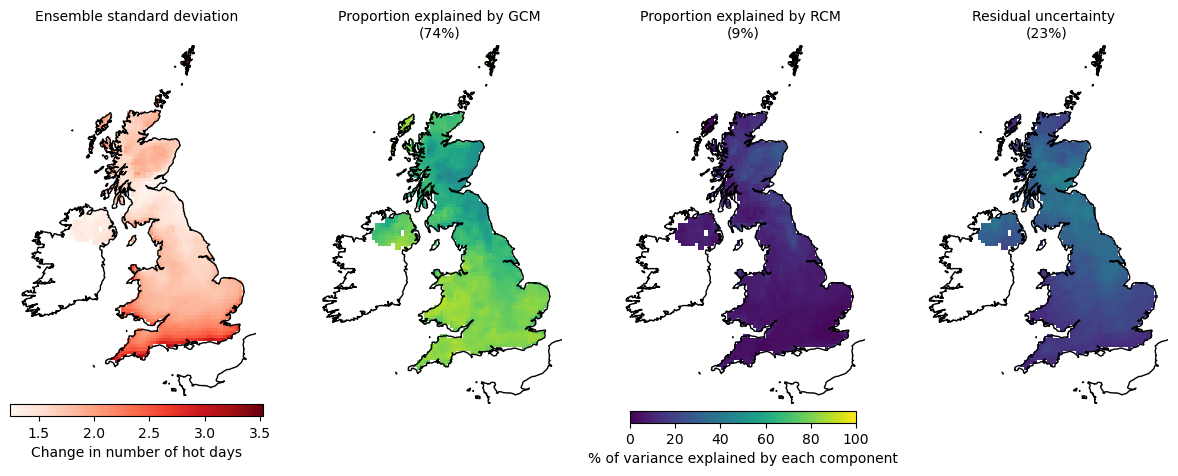 Ensemble standard deviation
Proportion explained by GCM
(74%)
Proportion explained by RCM
(9%)
Residual uncertainty
(23%)
1.5 2.0 2.5 3.0 3.5
Change in number of hot days
0 20 40 60 80 100
% of variance explained by each component